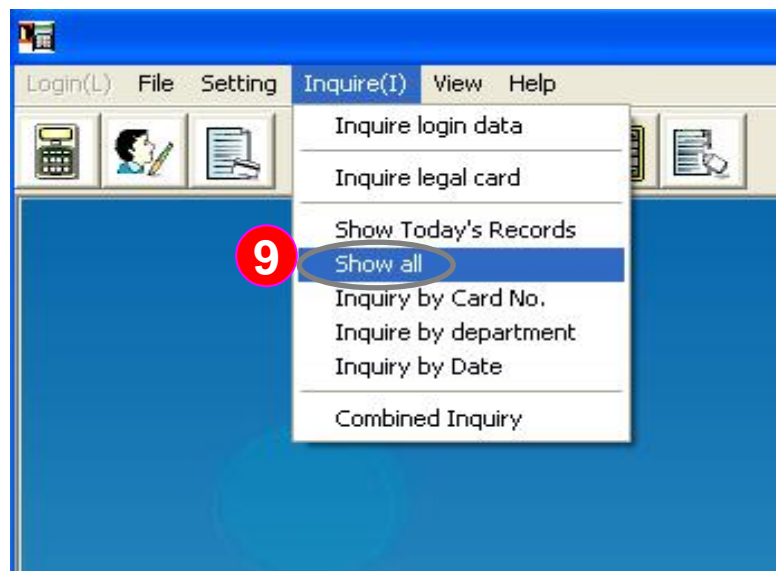 Login(L) File Setting Inquire(I) View Help
Inquire login data
Inquire legal card
Show Today's Records
9 Show all
Inquiry by Card No.
Inquire by department
Inquiry by Date
Combined Inquiry